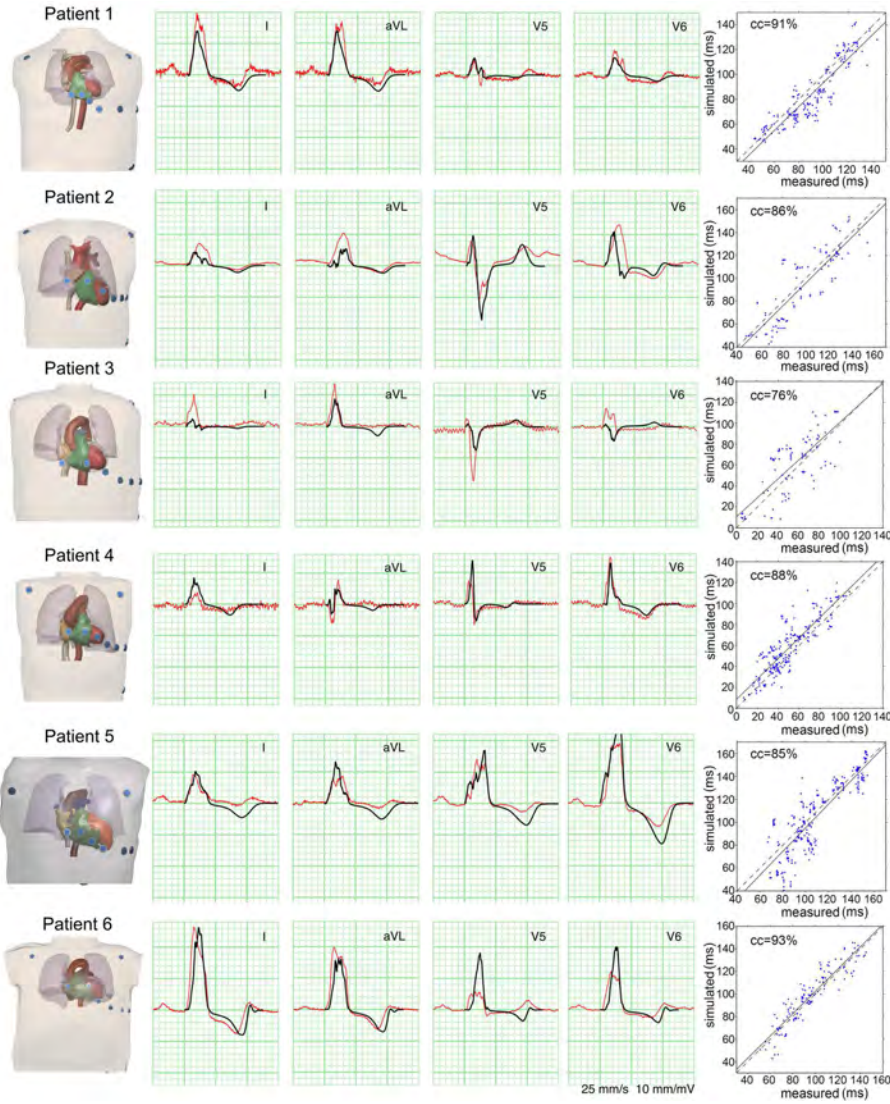 Patient 1
I
aVL
V5
V6
cc=91%
simulated (ms)
140
120
100
80
60
40
40 60 80 100 120 140
measured (ms)
Patient 2
I
aVL
V5
V6
cc=86%
simulated (ms)
160
140
120
100
80
60
40
40 60 80 100 120 140 160
measured (ms)
Patient 3
I
aVL
V5
V6
cc=76%
simulated (ms)
140
120
100
80
60
40
20
0
0 20 40 60 80 100 120 140
measured (ms)
Patient 4
I
aVL
V5
V6
cc=88%
simulated (ms)
140
120
100
80
60
40
20
0
0 20 40 60 80 100 120 140
measured (ms)
Patient 5
I
aVL
V5
V6
cc=85%
simulated (ms)
160
140
120
100
80
60
40
40 60 80 100 120 140 160
measured (ms)
Patient 6
I
aVL
V5
V6
cc=93%
simulated (ms)
160
140
120
100
80
60
40
40 60 80 100 120 140 160
measured (ms)
25 mm/s 10 mm/mV